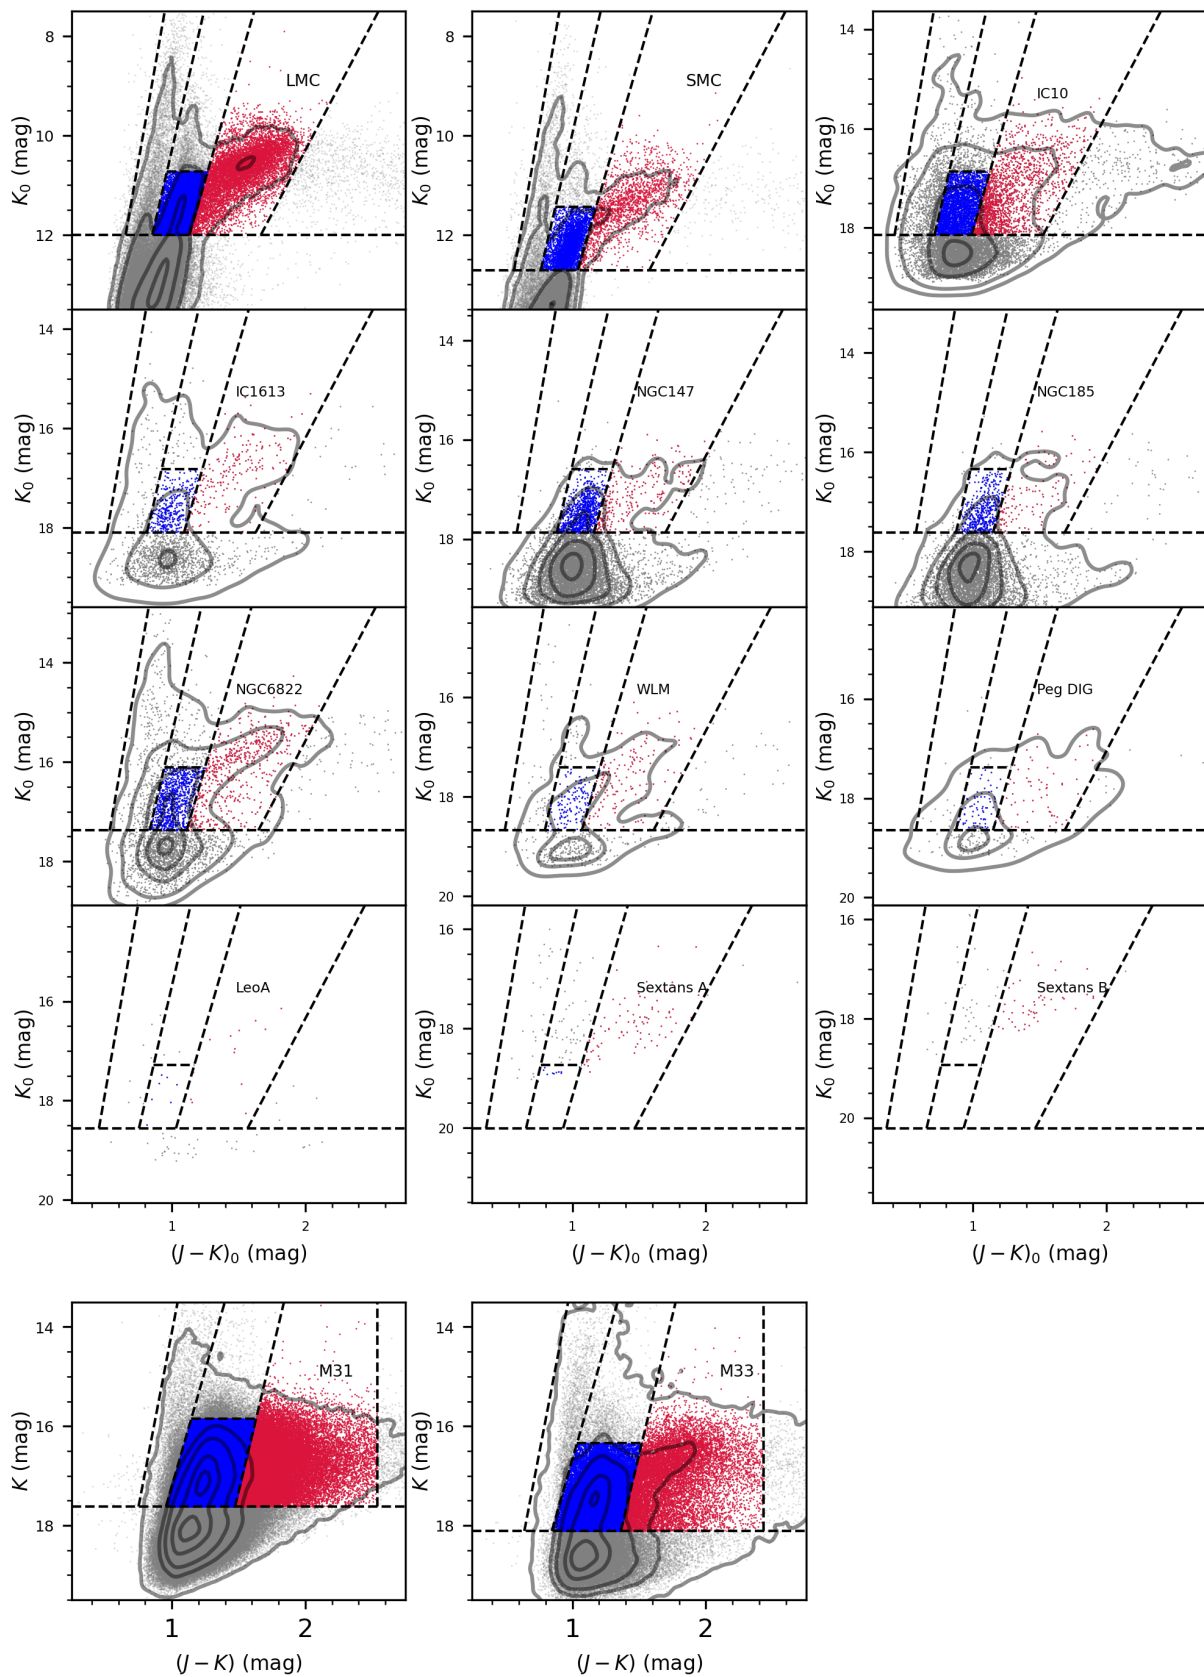 8
10
12
K₀ (mag)
LMC
8
10
12
K₀ (mag)
SMC
14
16
18
K₀ (mag)
IC10
14
16
18
K₀ (mag)
IC1613
14
16
18
K₀ (mag)
NGC147
14
16
18
K₀ (mag)
NGC185
14
16
18
K₀ (mag)
NGC6822
16
18
20
K₀ (mag)
WLM
16
18
20
K₀ (mag)
Peg DIG
16
18
20
K₀ (mag)
LeoA
1 2
(J − K)₀ (mag)
16
18
20
K₀ (mag)
Sextans A
1 2
(J − K)₀ (mag)
16
18
20
K₀ (mag)
Sextans B
1 2
(J − K)₀ (mag)
14
16
18
K (mag)
M31
1 2
(J − K) (mag)
14
16
18
K (mag)
M33
1 2
(J − K) (mag)